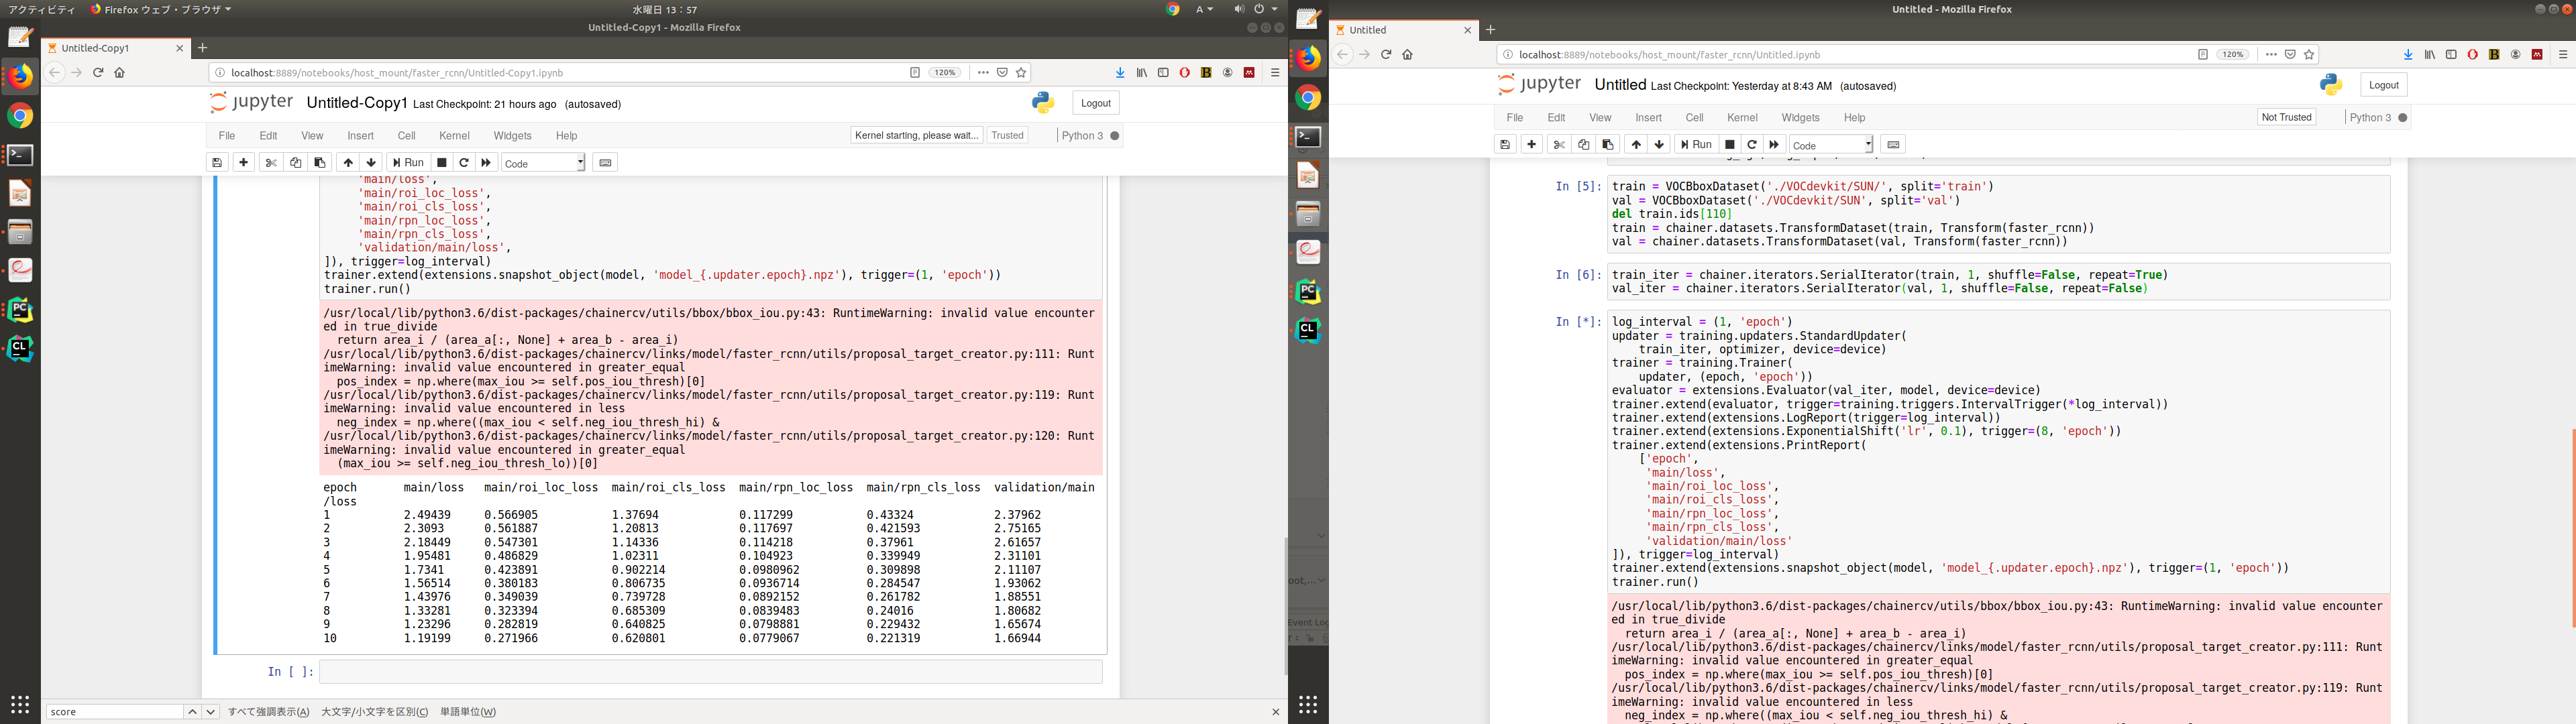 アクティビティ Firefox ウェブ・ブラウザ 水曜日 13：57 A
Untitled-Copy1 - Mozilla Firefox
Untitled-Copy1
localhost:8889/notebooks/host_mount/faster_rcnn/Untitled-Copy1.ipynb 120%
jupyter Untitled-Copy1 Last Checkpoint: 21 hours ago (autosaved) Logout
File Edit View Insert Cell Kernel Widgets Help Kernel starting, please wait... Trusted Python 3
Run Code
'main/loss',
'main/roi_loc_loss',
'main/roi_cls_loss',
'main/rpn_loc_loss',
'main/rpn_cls_loss',
'validation/main/loss',
]), trigger=log_interval)
trainer.extend(extensions.snapshot_object(model, 'model_{.updater.epoch}.npz'), trigger=(1, 'epoch'))
trainer.run()
/usr/local/lib/python3.6/dist-packages/chainercv/utils/bbox/bbox_iou.py:43: RuntimeWarning: invalid value encounter
ed in true_divide
return area_i / (area_a[:, None] + area_b - area_i)
/usr/local/lib/python3.6/dist-packages/chainercv/links/model/faster_rcnn/utils/proposal_target_creator.py:111: Runt
imeWarning: invalid value encountered in greater_equal
pos_index = np.where(max_iou >= self.pos_iou_thresh)[0]
/usr/local/lib/python3.6/dist-packages/chainercv/links/model/faster_rcnn/utils/proposal_target_creator.py:119: Runt
imeWarning: invalid value encountered in less
neg_index = np.where((max_iou < self.neg_iou_thresh_hi) &
/usr/local/lib/python3.6/dist-packages/chainercv/links/model/faster_rcnn/utils/proposal_target_creator.py:120: Runt
imeWarning: invalid value encountered in greater_equal
(max_iou >= self.neg_iou_thresh_lo))[0]
epoch main/loss main/roi_loc_loss main/roi_cls_loss main/rpn_loc_loss main/rpn_cls_loss validation/main
/loss
1 2.49439 0.566905 1.37694 0.117299 0.43324 2.37962
2 2.3093 0.561887 1.20813 0.117697 0.421593 2.75165
3 2.18449 0.547301 1.14336 0.114218 0.37961 2.61657
4 1.95481 0.486829 1.02311 0.104923 0.339949 2.31101
5 1.7341 0.423891 0.902214 0.0980962 0.309898 2.11107
6 1.56514 0.380183 0.806735 0.0936714 0.284547 1.93062
7 1.43976 0.349039 0.739728 0.0892152 0.261782 1.88551
8 1.33281 0.323394 0.685309 0.0839483 0.24016 1.80682
9 1.23296 0.282819 0.640825 0.0798881 0.229432 1.65674
10 1.19199 0.271966 0.620801 0.0779067 0.221319 1.66944
In [ ]:
score すべて強調表示(A) 大文字/小文字を区別(C) 単語単位(W)
oot,...
Event Log
Untitled - Mozilla Firefox
Untitled
localhost:8889/notebooks/host_mount/faster_rcnn/Untitled.ipynb 120%
jupyter Untitled Last Checkpoint: Yesterday at 8:43 AM (autosaved) Logout
File Edit View Insert Cell Kernel Widgets Help Not Trusted Python 3
Run Code
In [5]: train = VOCBboxDataset('./VOCdevkit/SUN/', split='train')
val = VOCBboxDataset('./VOCdevkit/SUN', split='val')
del train.ids[110]
train = chainer.datasets.TransformDataset(train, Transform(faster_rcnn))
val = chainer.datasets.TransformDataset(val, Transform(faster_rcnn))
In [6]: train_iter = chainer.iterators.SerialIterator(train, 1, shuffle=False, repeat=True)
val_iter = chainer.iterators.SerialIterator(val, 1, shuffle=False, repeat=False)
In [*]: log_interval = (1, 'epoch')
updater = training.updaters.StandardUpdater(
train_iter, optimizer, device=device)
trainer = training.Trainer(
updater, (epoch, 'epoch'))
evaluator = extensions.Evaluator(val_iter, model, device=device)
trainer.extend(evaluator, trigger=training.triggers.IntervalTrigger(*log_interval))
trainer.extend(extensions.LogReport(trigger=log_interval))
trainer.extend(extensions.ExponentialShift('lr', 0.1), trigger=(8, 'epoch'))
trainer.extend(extensions.PrintReport(
['epoch',
'main/loss',
'main/roi_loc_loss',
'main/roi_cls_loss',
'main/rpn_loc_loss',
'main/rpn_cls_loss',
'validation/main/loss'
]), trigger=log_interval)
trainer.extend(extensions.snapshot_object(model, 'model_{.updater.epoch}.npz'), trigger=(1, 'epoch'))
trainer.run()
/usr/local/lib/python3.6/dist-packages/chainercv/utils/bbox/bbox_iou.py:43: RuntimeWarning: invalid value encounter
ed in true_divide
return area_i / (area_a[:, None] + area_b - area_i)
/usr/local/lib/python3.6/dist-packages/chainercv/links/model/faster_rcnn/utils/proposal_target_creator.py:111: Runt
imeWarning: invalid value encountered in greater_equal
pos_index = np.where(max_iou >= self.pos_iou_thresh)[0]
/usr/local/lib/python3.6/dist-packages/chainercv/links/model/faster_rcnn/utils/proposal_target_creator.py:119: Runt
imeWarning: invalid value encountered in less
neg_index = np.where((max_iou < self.neg_iou_thresh_hi) &